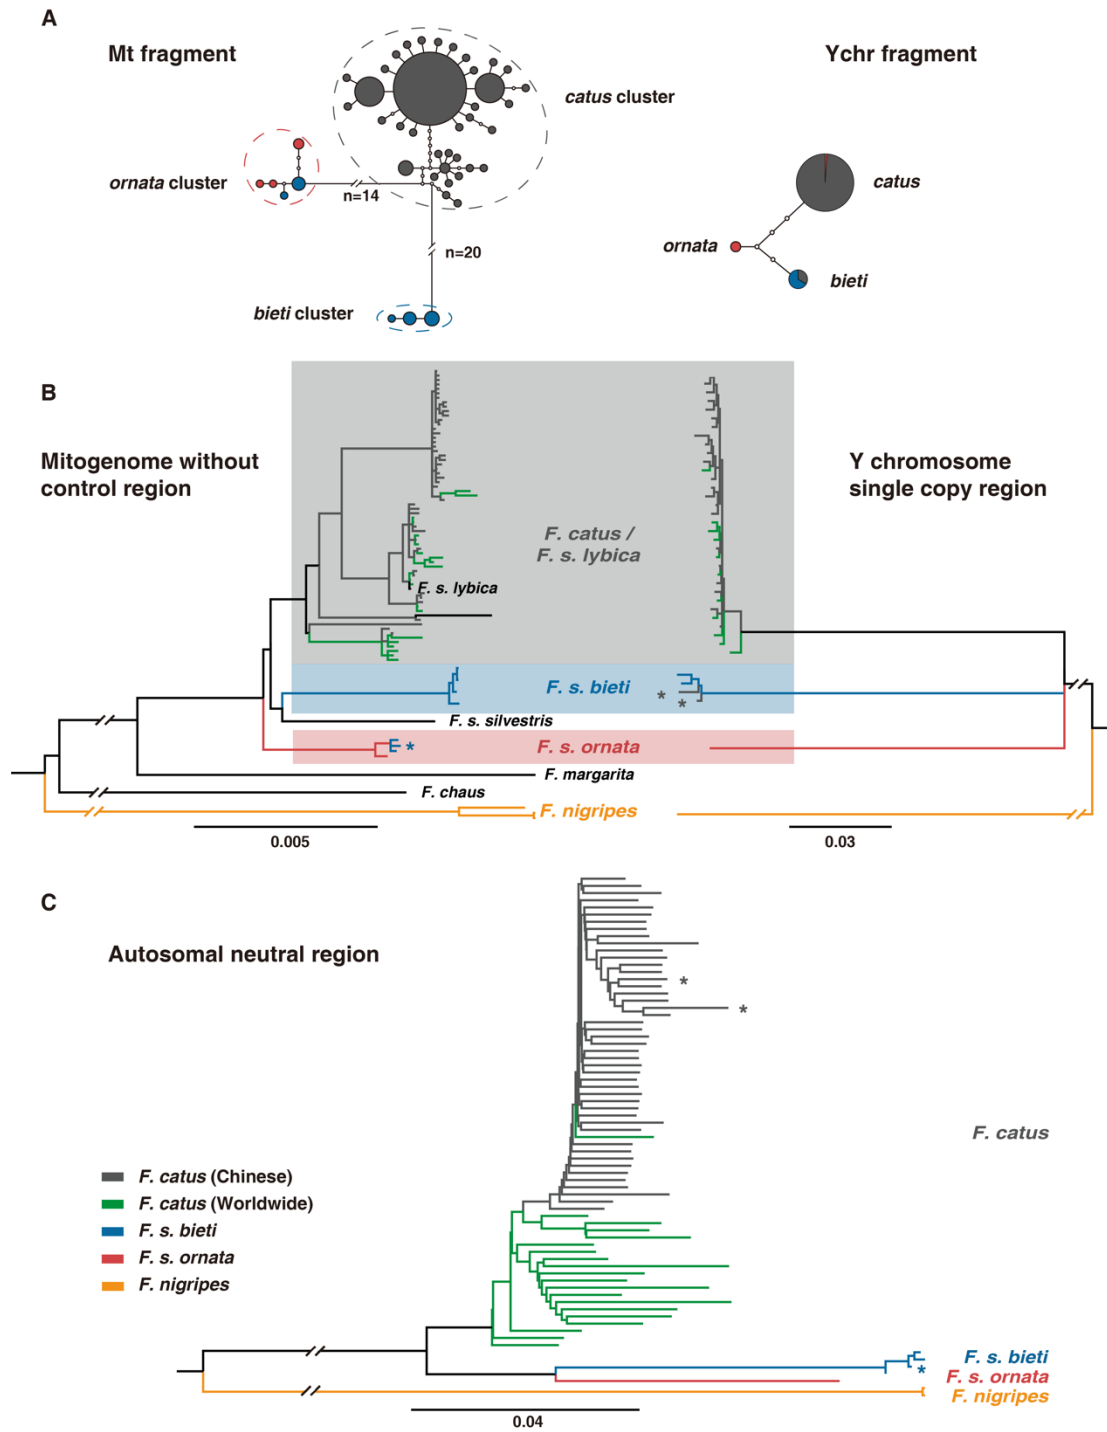 A
Mt fragment
Ychr fragment
catus cluster
ornata cluster
n=14
catus
ornata
n=20
bieti
bieti cluster
B
Mitogenome without
control region
Y chromosome
single copy region
F. catus /
F. s. lybica
F. s. lybica
F. s. bieti
*
*
F. s. silvestris
*
F. s. ornata
F. margarita
F. chaus
F. nigripes
0.005
0.03
C
Autosomal neutral region
*
*
F. catus
F. catus (Chinese)
F. catus (Worldwide)
F. s. bieti
F. s. ornata
F. nigripes
F. s. bieti
*
F. s. ornata
F. nigripes
0.04